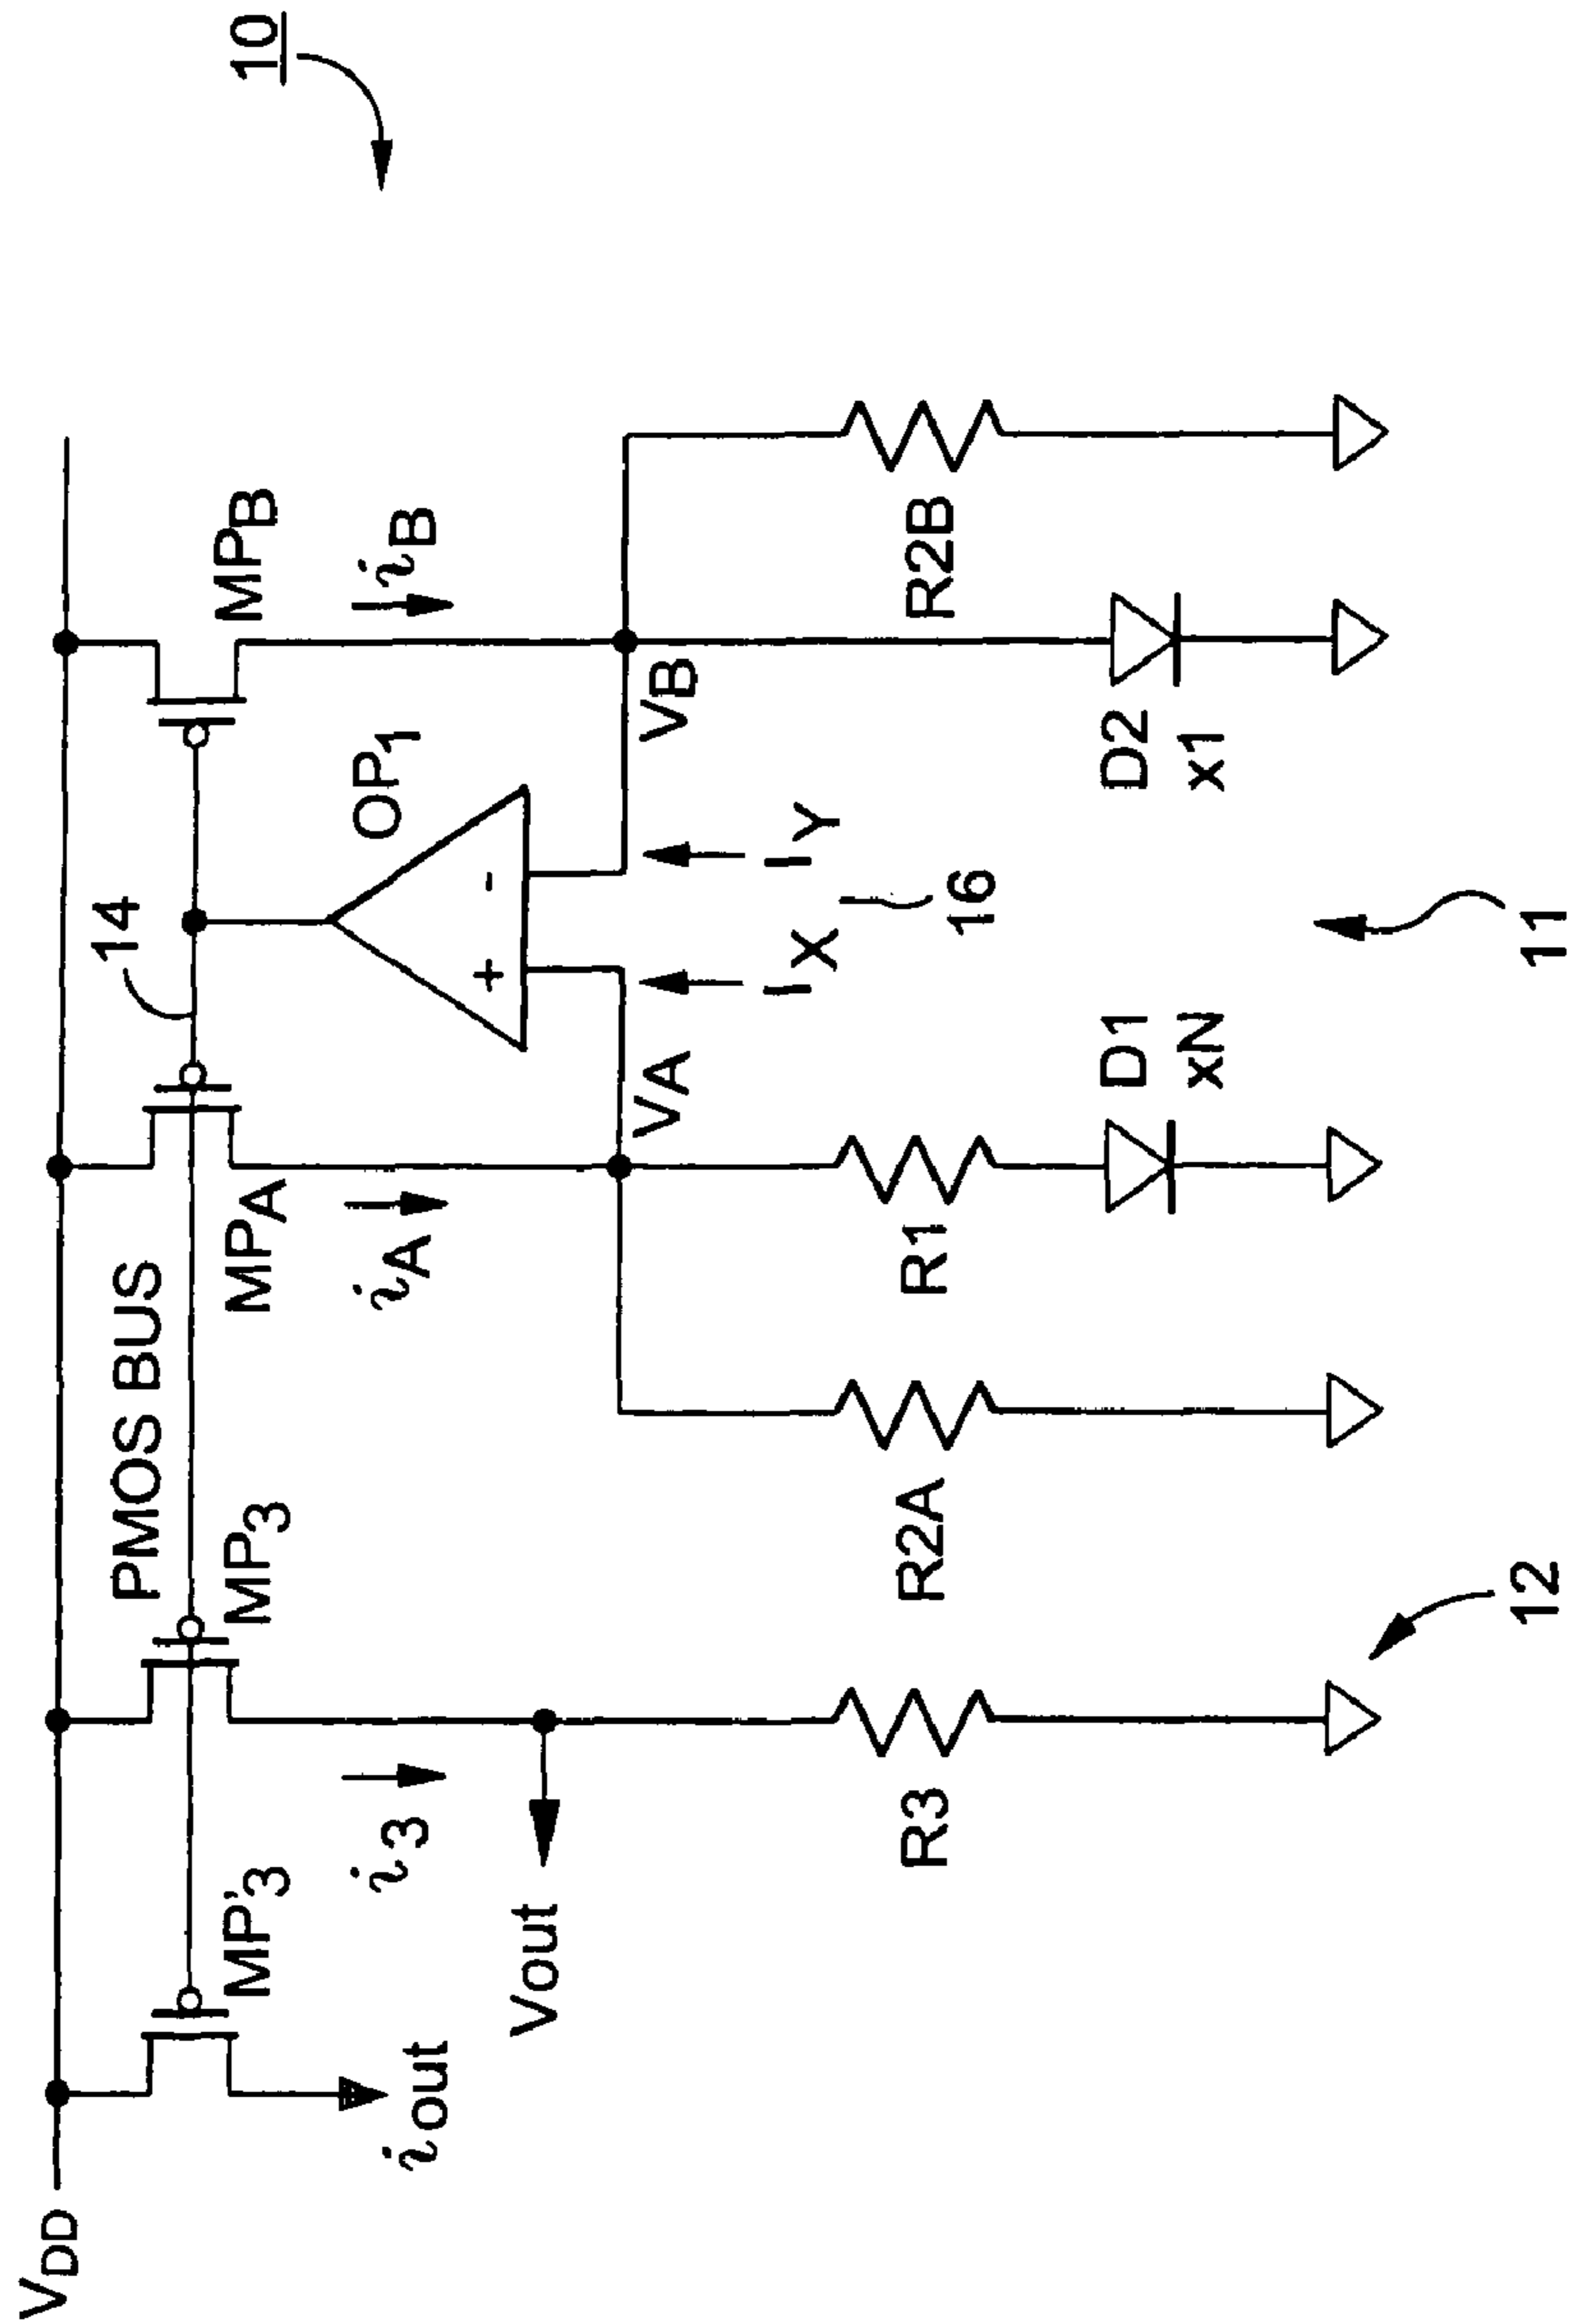 10
VDD
14
PMOS BUS
MP'3
MP3
MPA
MPB
OP1
iout
i3
iA
iB
+
-
Vout
VA
VB
IX
IY
16
R3
R2A
R1
R2B
D1
xN
D2
x1
12
11